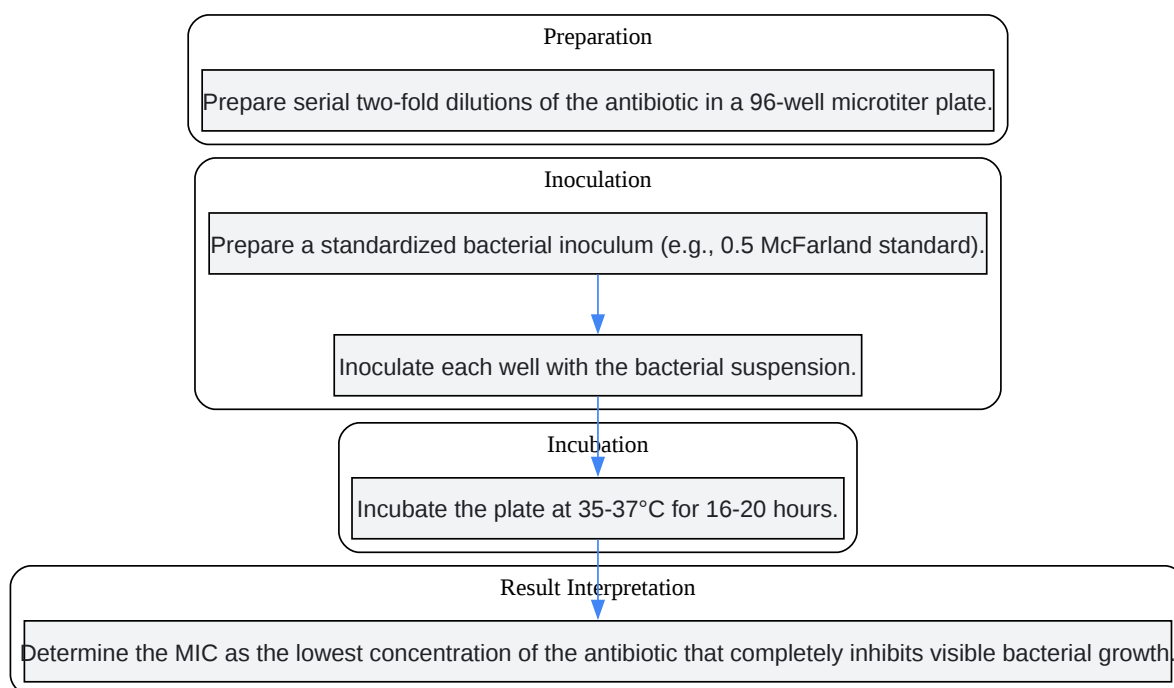 Preparation
Prepare serial two-fold dilutions of the antibiotic in a 96-well microtiter plate.
Inoculation
Prepare a standardized bacterial inoculum (e.g., 0.5 McFarland standard).
Inoculate each well with the bacterial suspension.
Incubation
Incubate the plate at 35-37°C for 16-20 hours.
Result Interpretation
Determine the MIC as the lowest concentration of the antibiotic that completely inhibits visible bacterial growth.